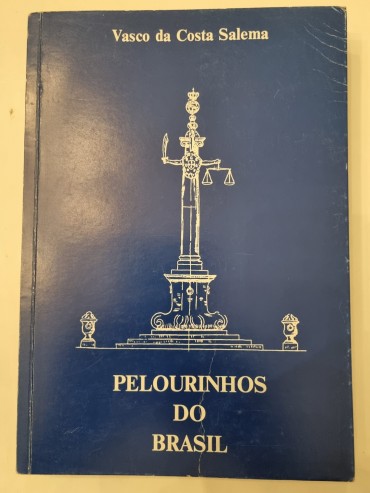 Vasco da Costa Salema
PELOURINHOS
DO
BRASIL